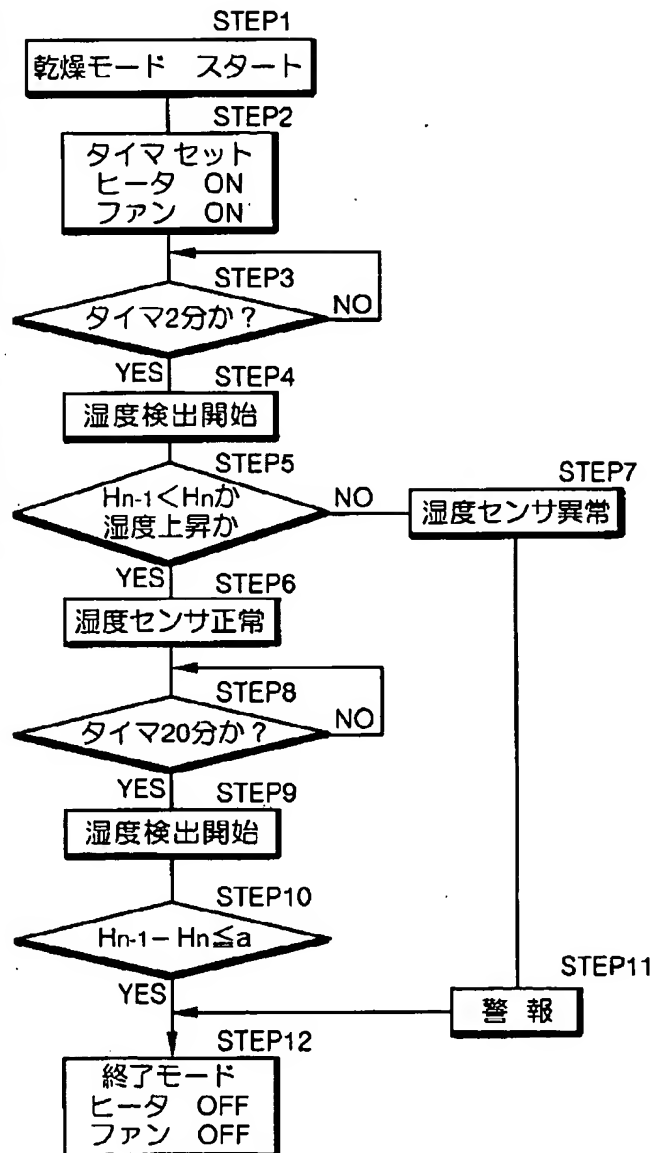 STEP1
乾燥モード スタート
STEP2
タイマ セット
ヒータ ON
ファン ON
STEP3
タイマ2分か?
NO
YES
STEP4
湿度検出開始
STEP5
Hn-1<Hnか
湿度上昇か
NO
STEP7
湿度センサ異常
YES
STEP6
湿度センサ正常
STEP8
タイマ20分か?
NO
YES
STEP9
湿度検出開始
STEP10
Hn-1−Hn≦a
YES
STEP11
警 報
STEP12
終了モード
ヒータ OFF
ファン OFF